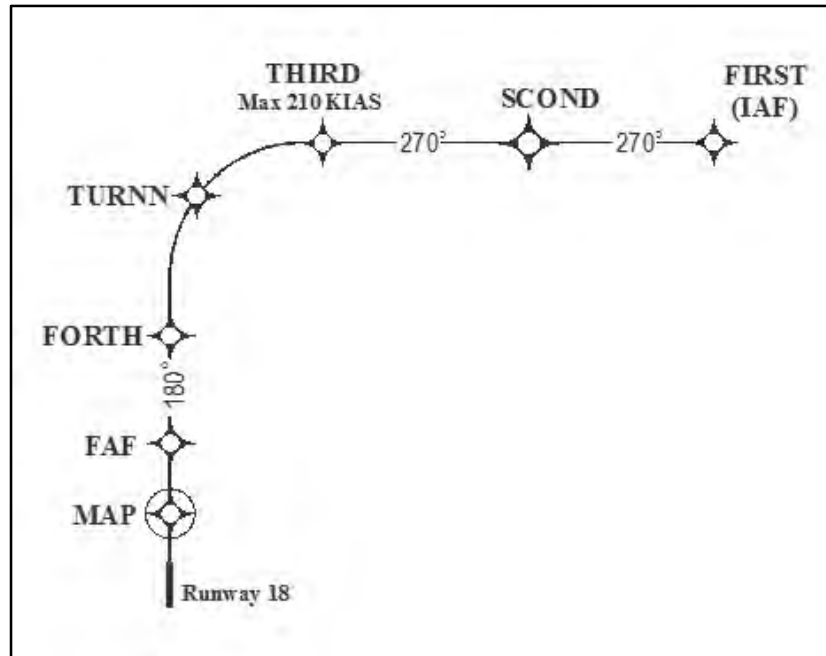 THIRD
Max 210 KIAS
SCOND
FIRST
(IAF)
270°
270°
TURNN
FORTH
180°
FAF
MAP
Runway 18